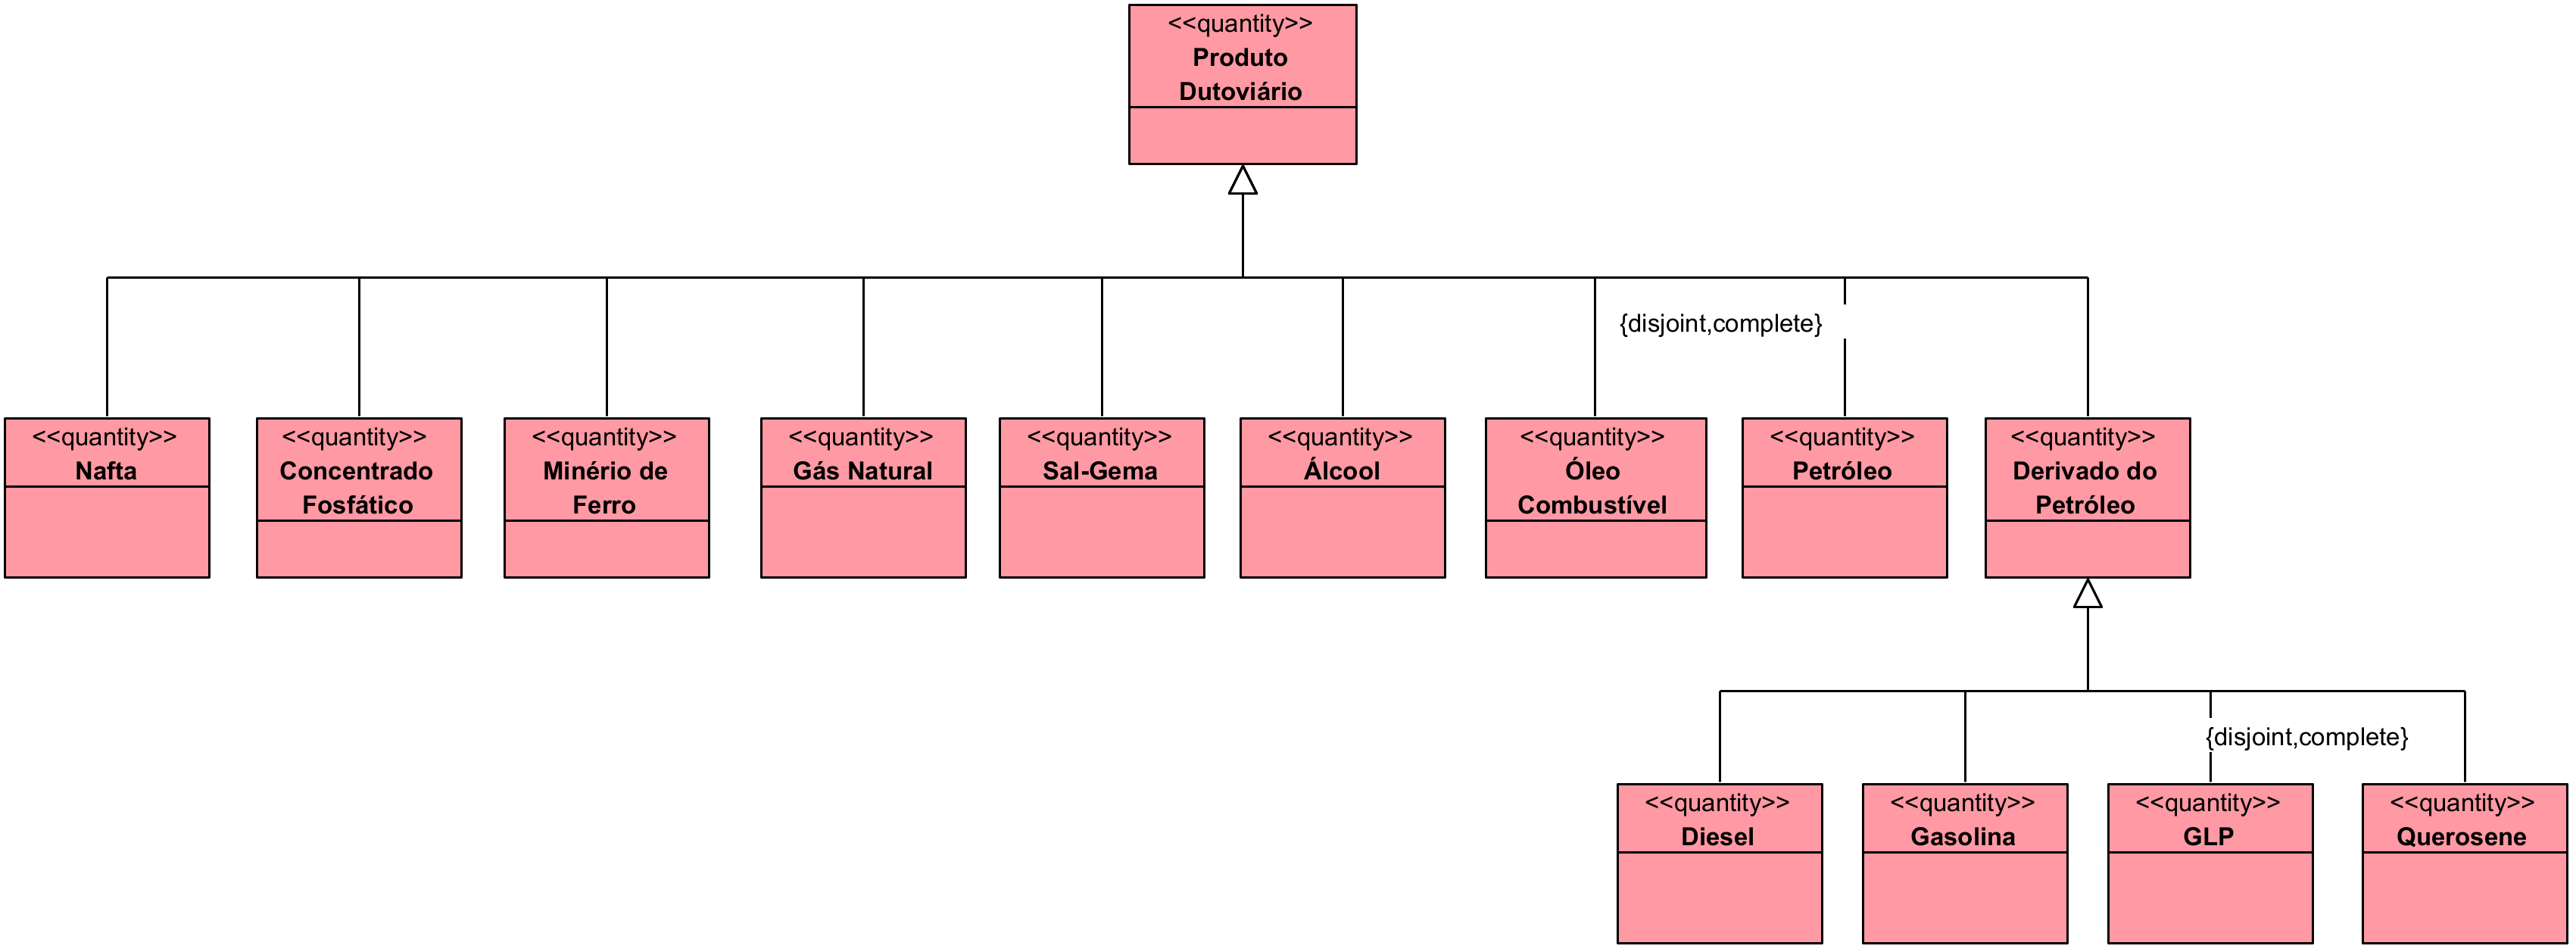 <<quantity>>
Produto
Dutoviário
{disjoint,complete}
<<quantity>>
Nafta
<<quantity>>
Concentrado
Fosfático
<<quantity>>
Minério de
Ferro
<<quantity>>
Gás Natural
<<quantity>>
Sal-Gema
<<quantity>>
Álcool
<<quantity>>
Óleo
Combustível
<<quantity>>
Petróleo
<<quantity>>
Derivado do
Petróleo
{disjoint,complete}
<<quantity>>
Diesel
<<quantity>>
Gasolina
<<quantity>>
GLP
<<quantity>>
Querosene